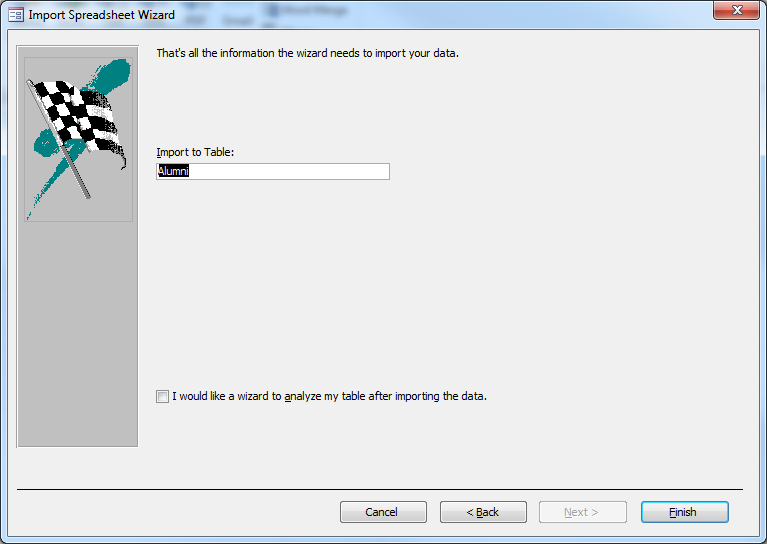 Import Spreadsheet Wizard
That's all the information the wizard needs to import your data.
Import to Table:
Alumni
I would like a wizard to analyze my table after importing the data.
Cancel
< Back
Next >
Finish